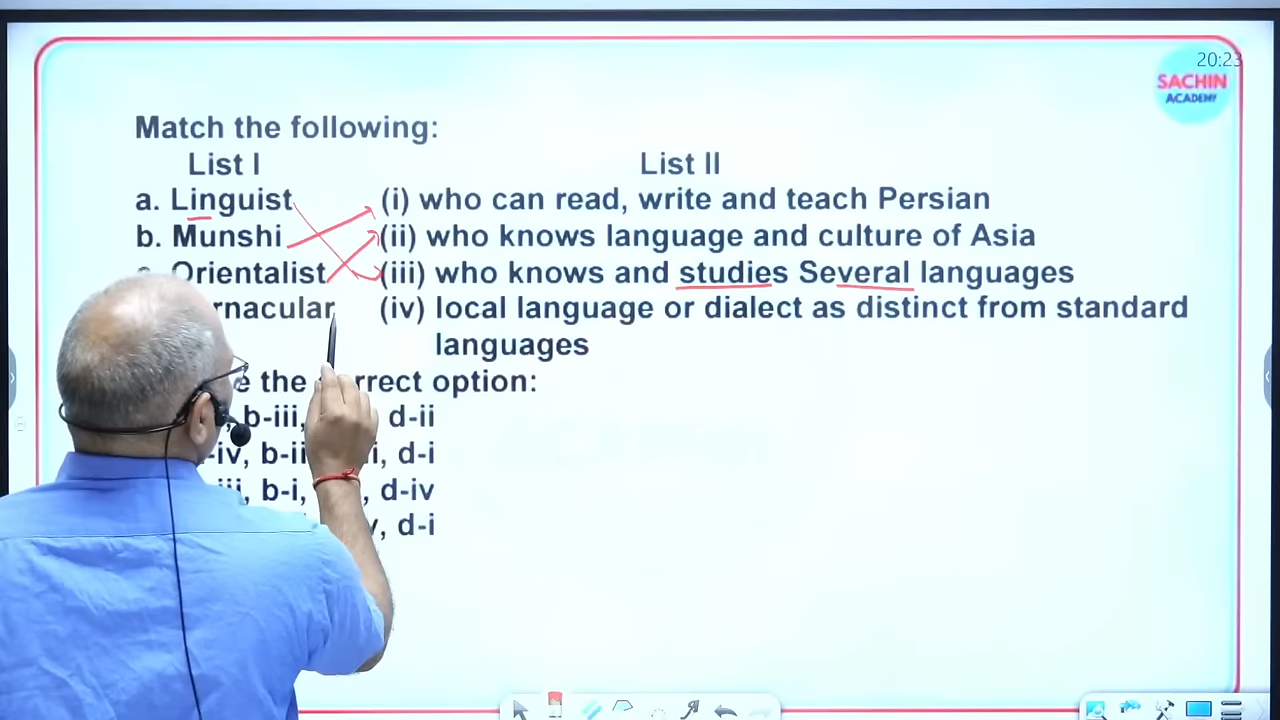 20:23
SACHIN
ACADEMY
Match the following:
List I List II
a. Linguist (i) who can read, write and teach Persian
b. Munshi (ii) who knows language and culture of Asia
Orientalist (iii) who knows and studies Several languages
rnacular (iv) local language or dialect as distinct from standard
languages
e the rrect option:
b-iii, d-ii
-iv, b-ii i, d-i
iii, b-i, , d-iv
v, d-i